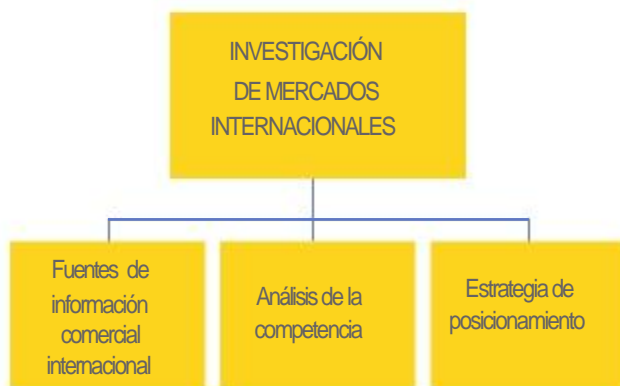 INVESTIGACIÓN
DE MERCADOS
INTERNACIONALES
Fuentes de
información
comercial
internacional
Análisis de la
competencia
Estrategia de
posicionamiento